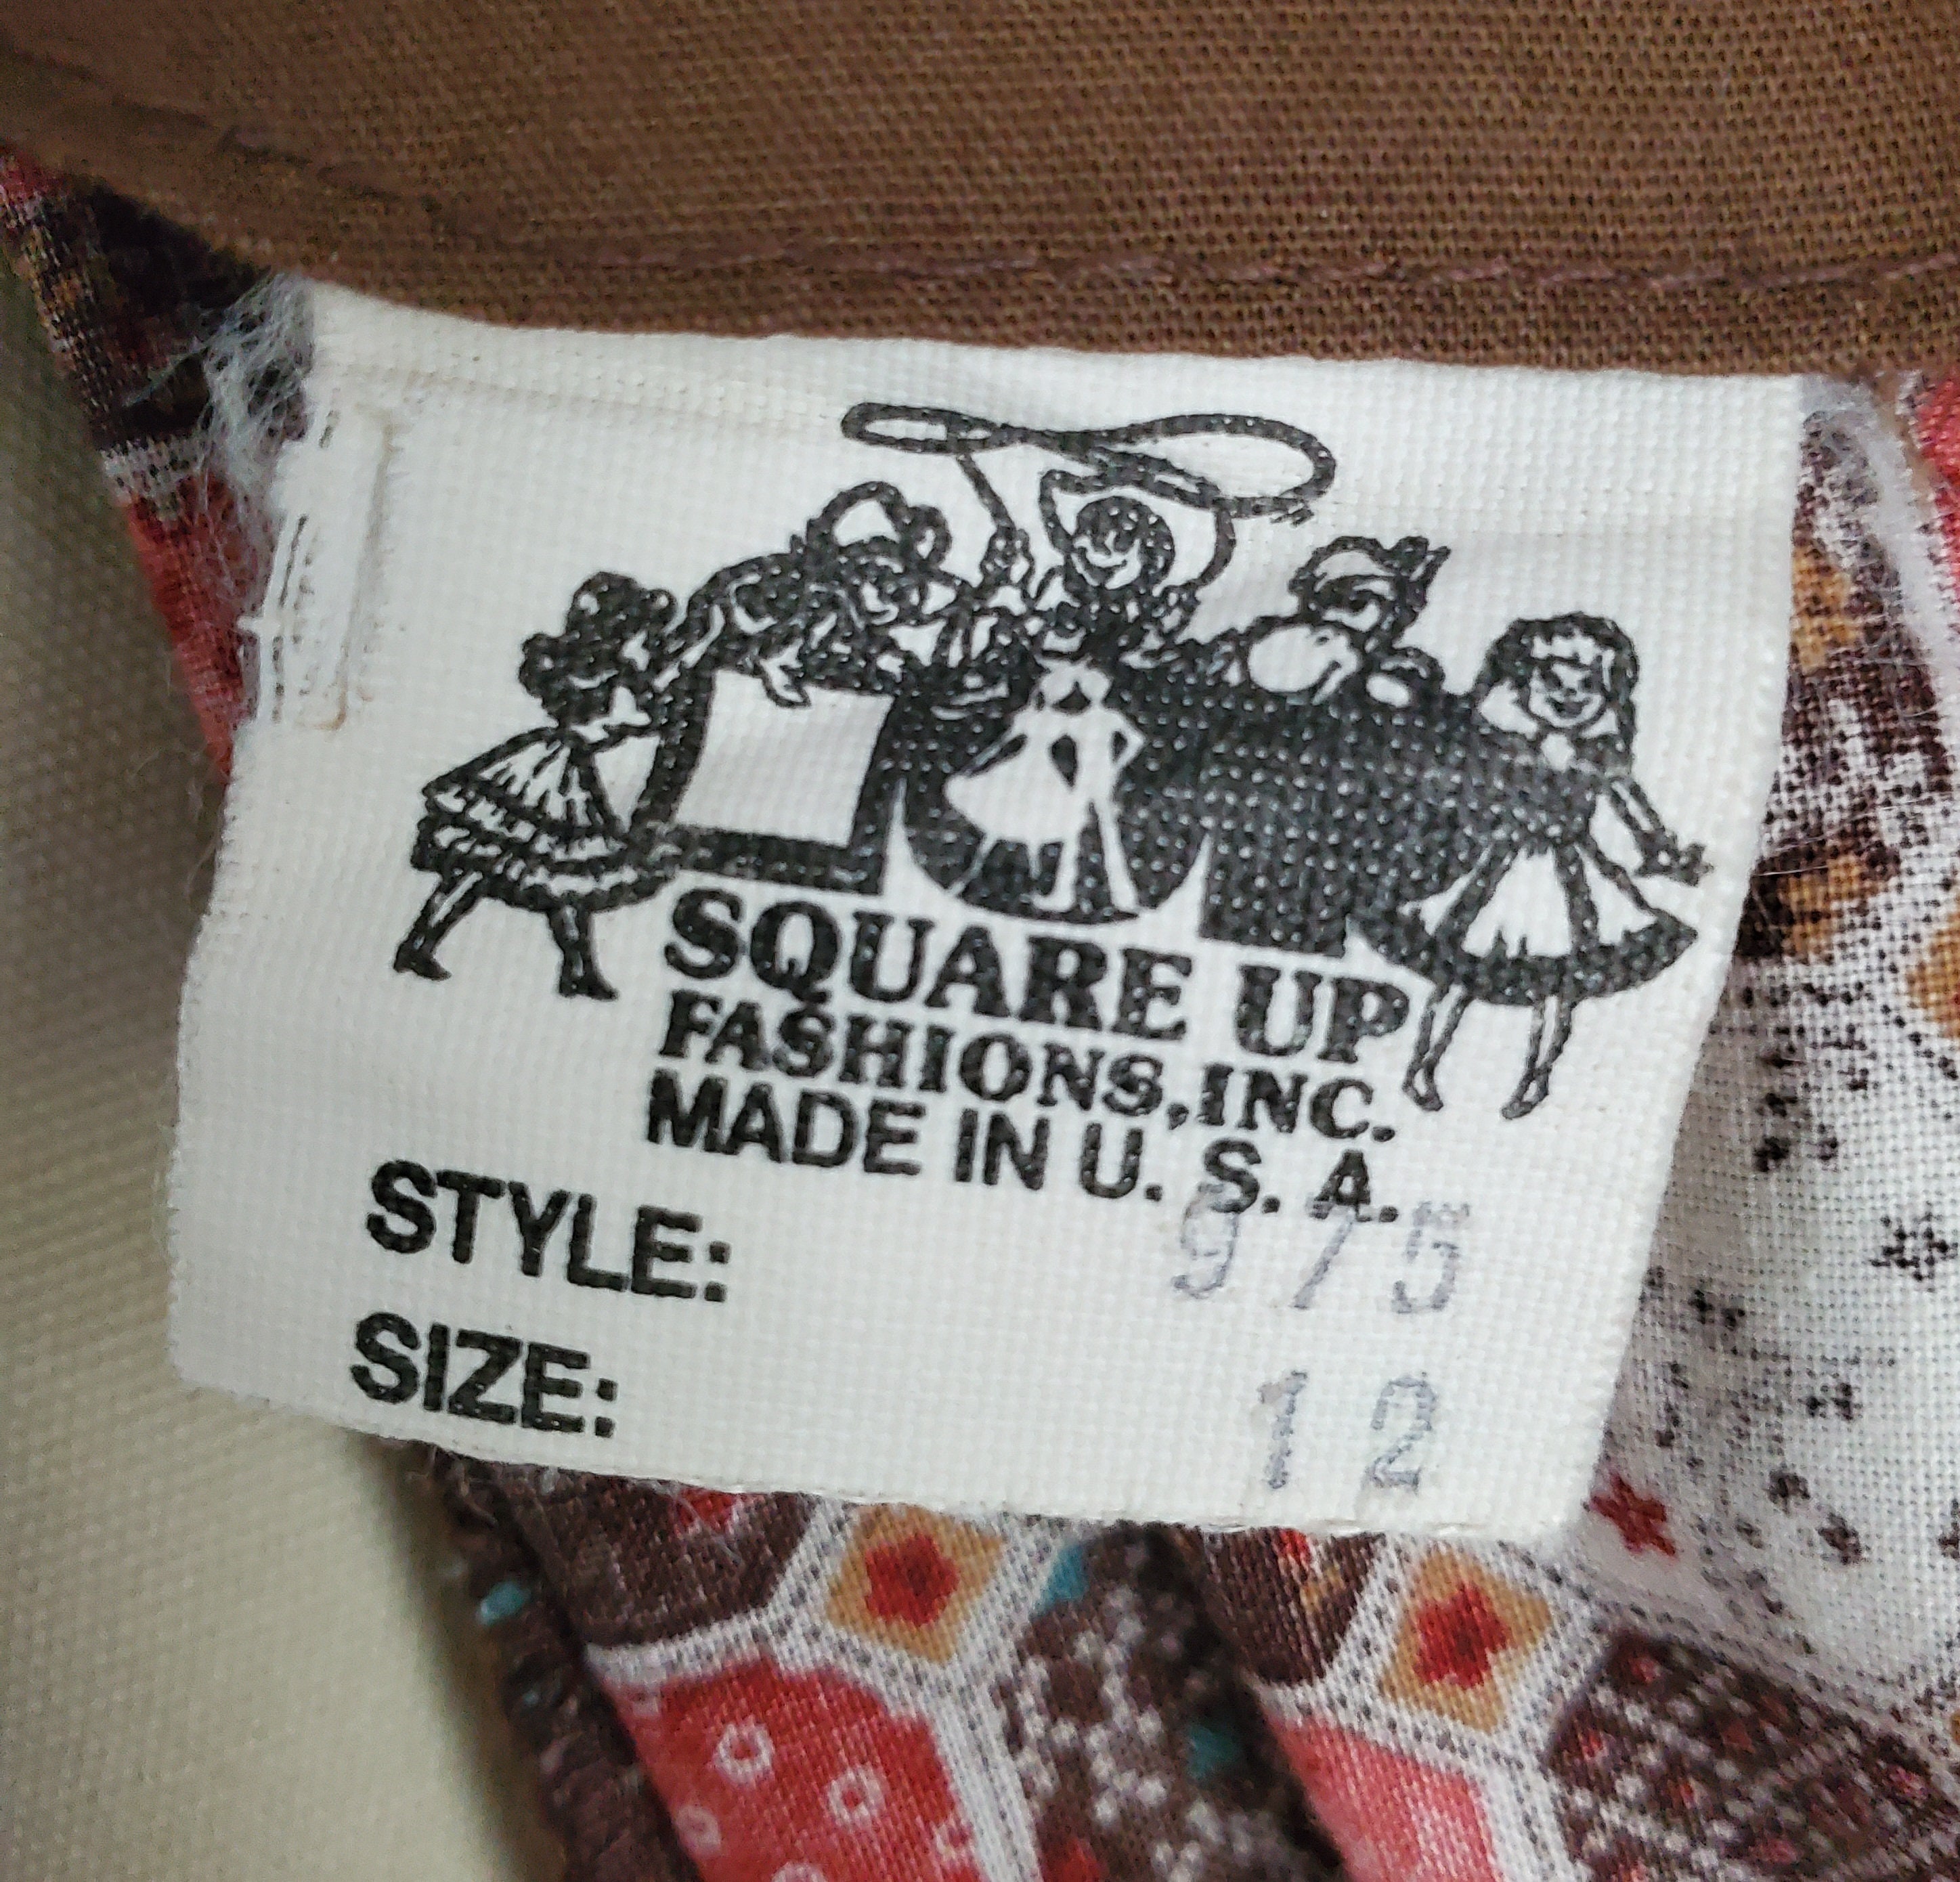 SQUARE UP
FASHIONS, INC.
MADE IN U. S. A.
STYLE: 975
SIZE: 12